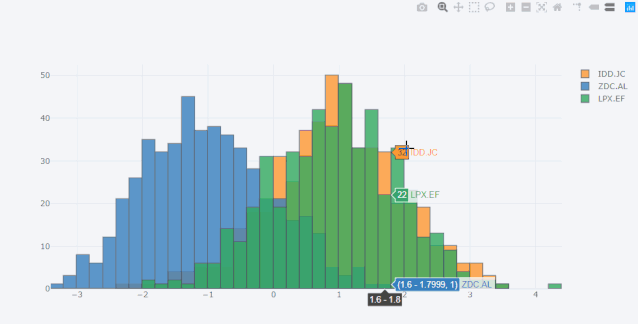 IDD.JC
ZDC.AL
LPX.EF
50
40
30
20
10
0
32 IDD.JC
22 LPX.EF
(1.6 - 1.7999, 1) ZDC.AL
−3 −2 −1 0 1 2 3 4
1.6 - 1.8